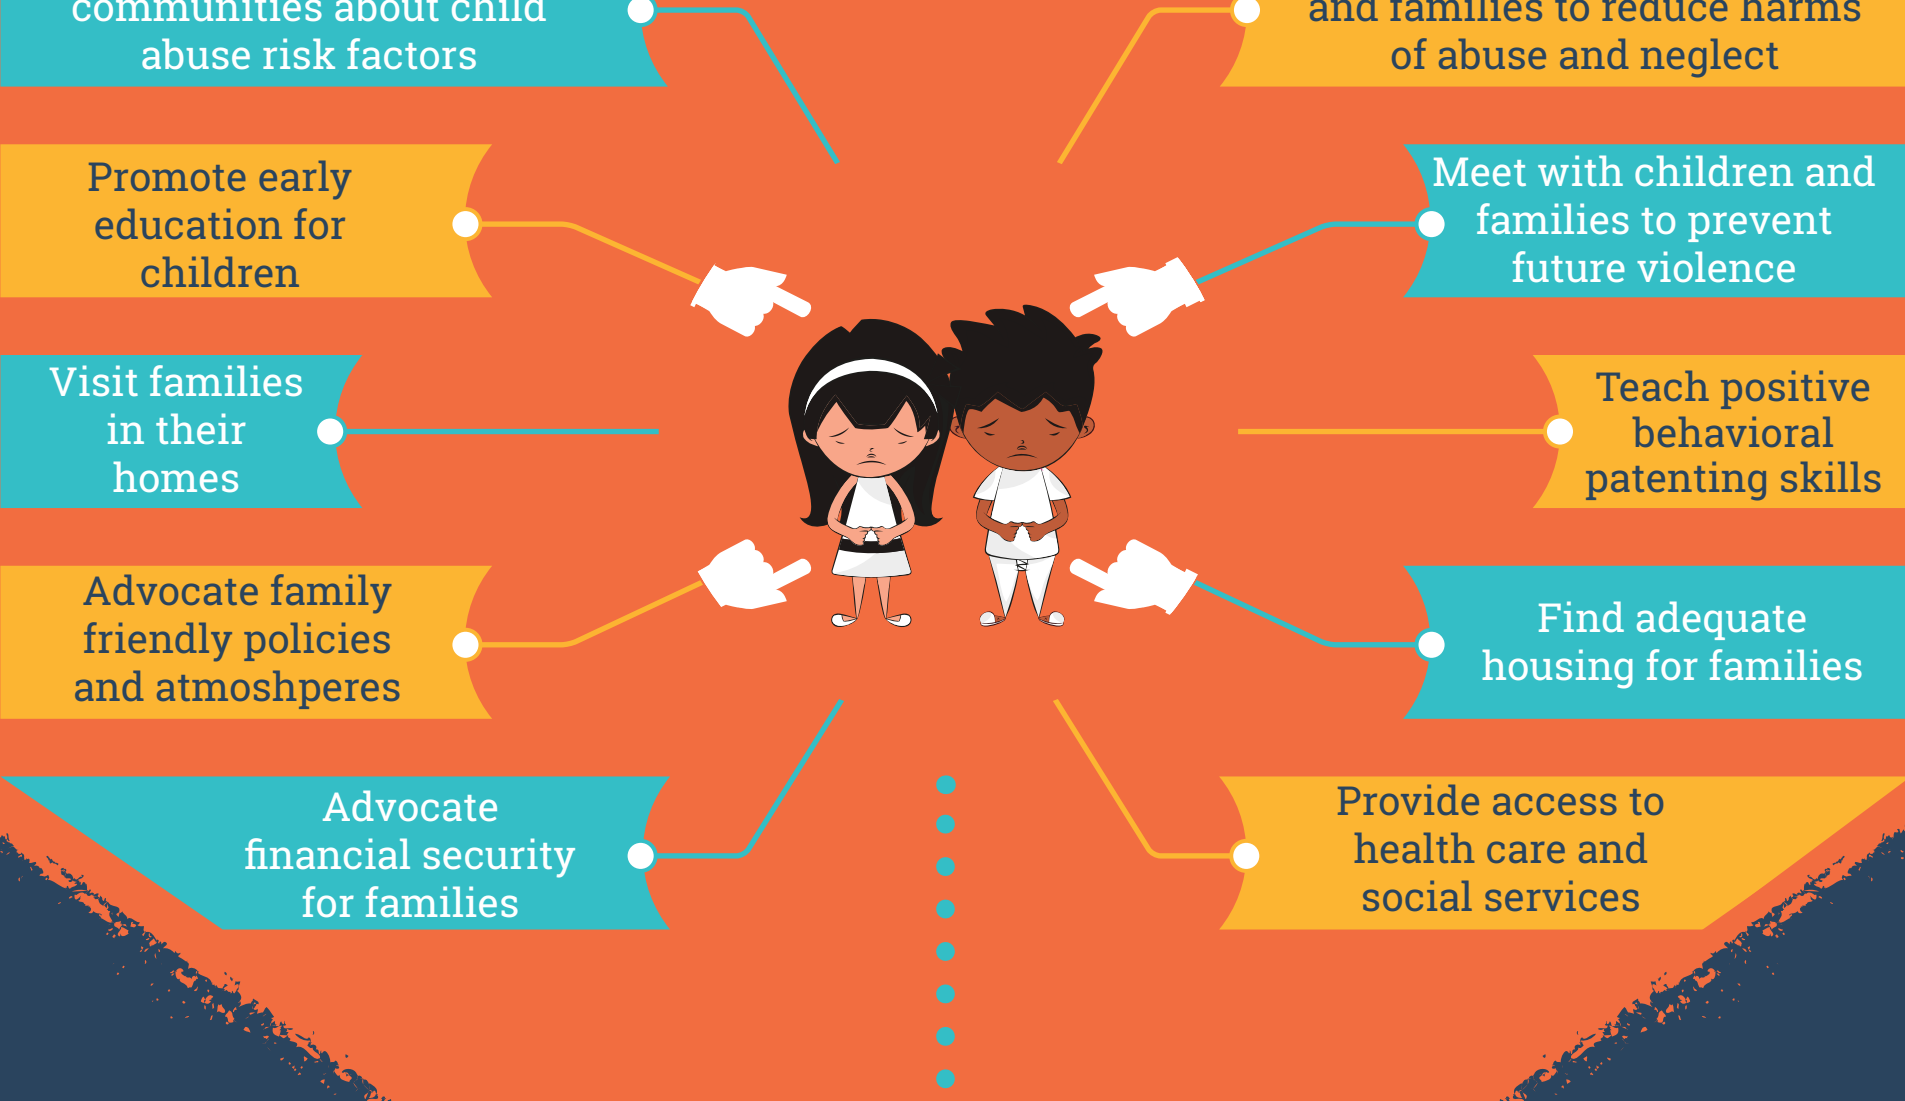 communities about child
abuse risk factors
and families to reduce harms
of abuse and neglect
Promote early
education for
children
Meet with children and
families to prevent
future violence
Visit families
in their
homes
Teach positive
behavioral
patenting skills
Advocate family
friendly policies
and atmoshperes
Find adequate
housing for families
Advocate
financial security
for families
Provide access to
health care and
social services